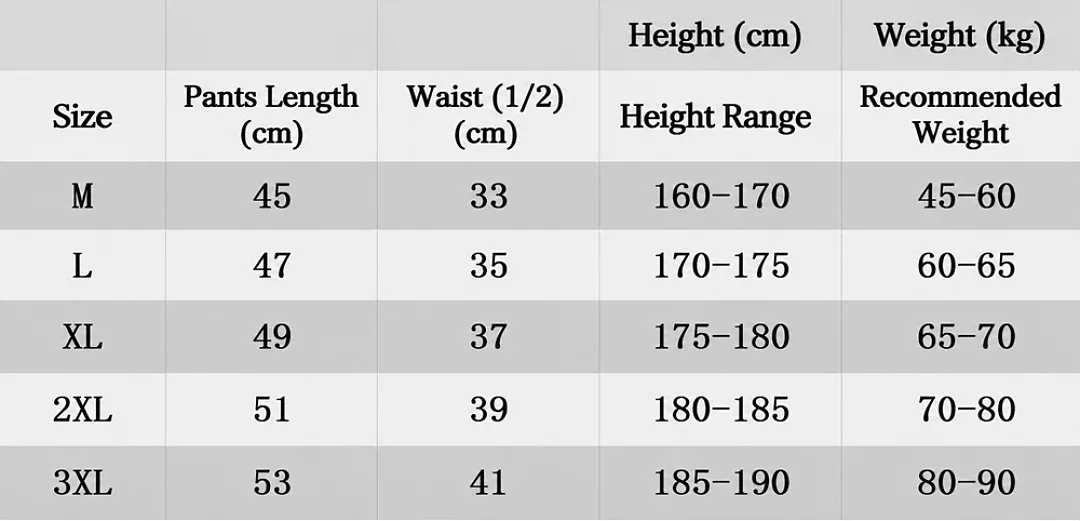 Height (cm) Weight (kg)
Size Pants Length (cm) Waist (1/2) (cm) Height Range Recommended Weight
M 45 33 160-170 45-60
L 47 35 170-175 60-65
XL 49 37 175-180 65-70
2XL 51 39 180-185 70-80
3XL 53 41 185-190 80-90